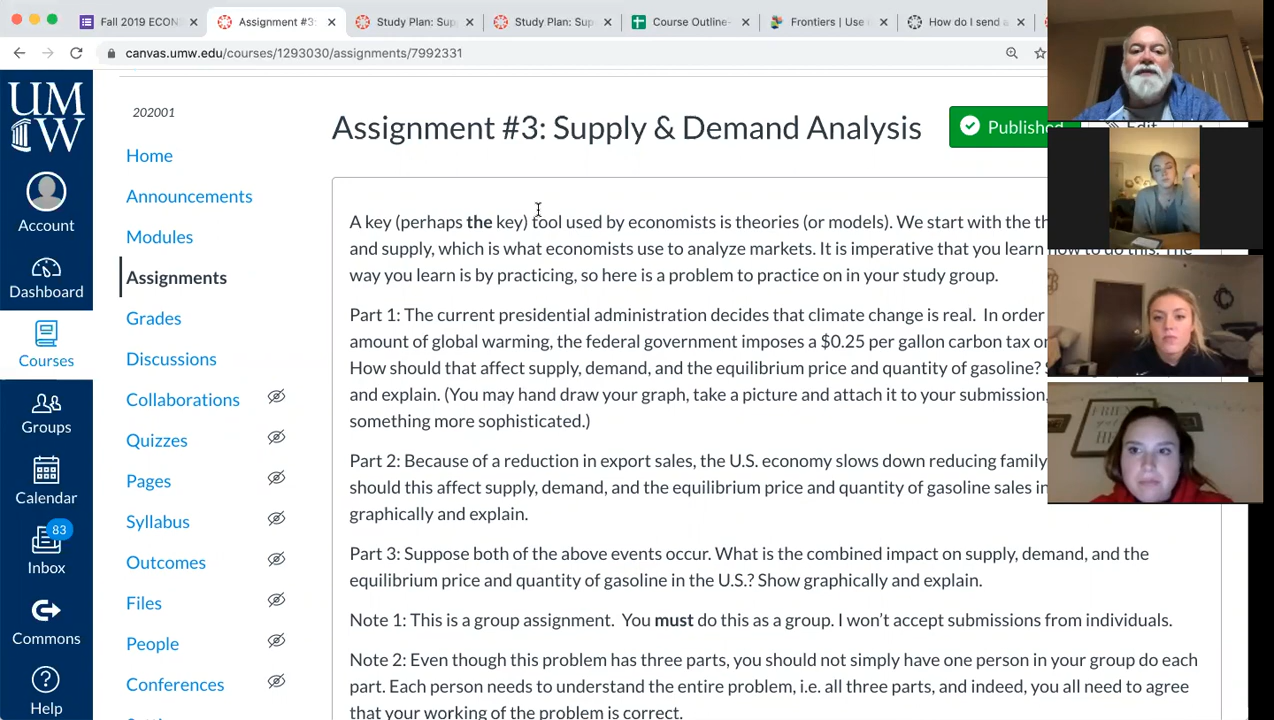 Fall 2019 ECON
Assignment #3:
Study Plan: Sup
Study Plan: Sup
Course Outline-
Frontiers | Use
How do I send
canvas.umw.edu/courses/1293030/assignments/7992331
UM
W
Account
Dashboard
Courses
Groups
Calendar
83
Inbox
Commons
Help
202001
Home
Announcements
Modules
Assignments
Grades
Discussions
Collaborations
Quizzes
Pages
Syllabus
Outcomes
Files
People
Conferences
Assignment #3: Supply & Demand Analysis
Published
Edit
A key (perhaps the key) tool used by economists is theories (or models). We start with the th
and supply, which is what economists use to analyze markets. It is imperative that you learn how to do this. The
way you learn is by practicing, so here is a problem to practice on in your study group.
Part 1: The current presidential administration decides that climate change is real. In order
amount of global warming, the federal government imposes a $0.25 per gallon carbon tax or
How should that affect supply, demand, and the equilibrium price and quantity of gasoline?
and explain. (You may hand draw your graph, take a picture and attach it to your submission,
something more sophisticated.)
Part 2: Because of a reduction in export sales, the U.S. economy slows down reducing family
should this affect supply, demand, and the equilibrium price and quantity of gasoline sales in
graphically and explain.
Part 3: Suppose both of the above events occur. What is the combined impact on supply, demand, and the
equilibrium price and quantity of gasoline in the U.S.? Show graphically and explain.
Note 1: This is a group assignment. You must do this as a group. I won't accept submissions from individuals.
Note 2: Even though this problem has three parts, you should not simply have one person in your group do each
part. Each person needs to understand the entire problem, i.e. all three parts, and indeed, you all need to agree
that your working of the problem is correct.